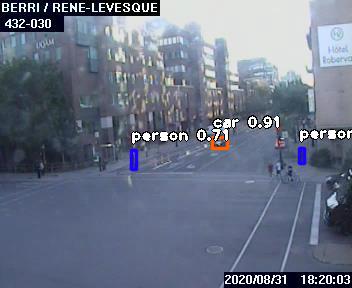 BERRI / RENE-LEVESQUE
432-030
UQAM
Hôtel
Roberval
car 0.91
person 0.71
person
2020/08/31 18:20:03